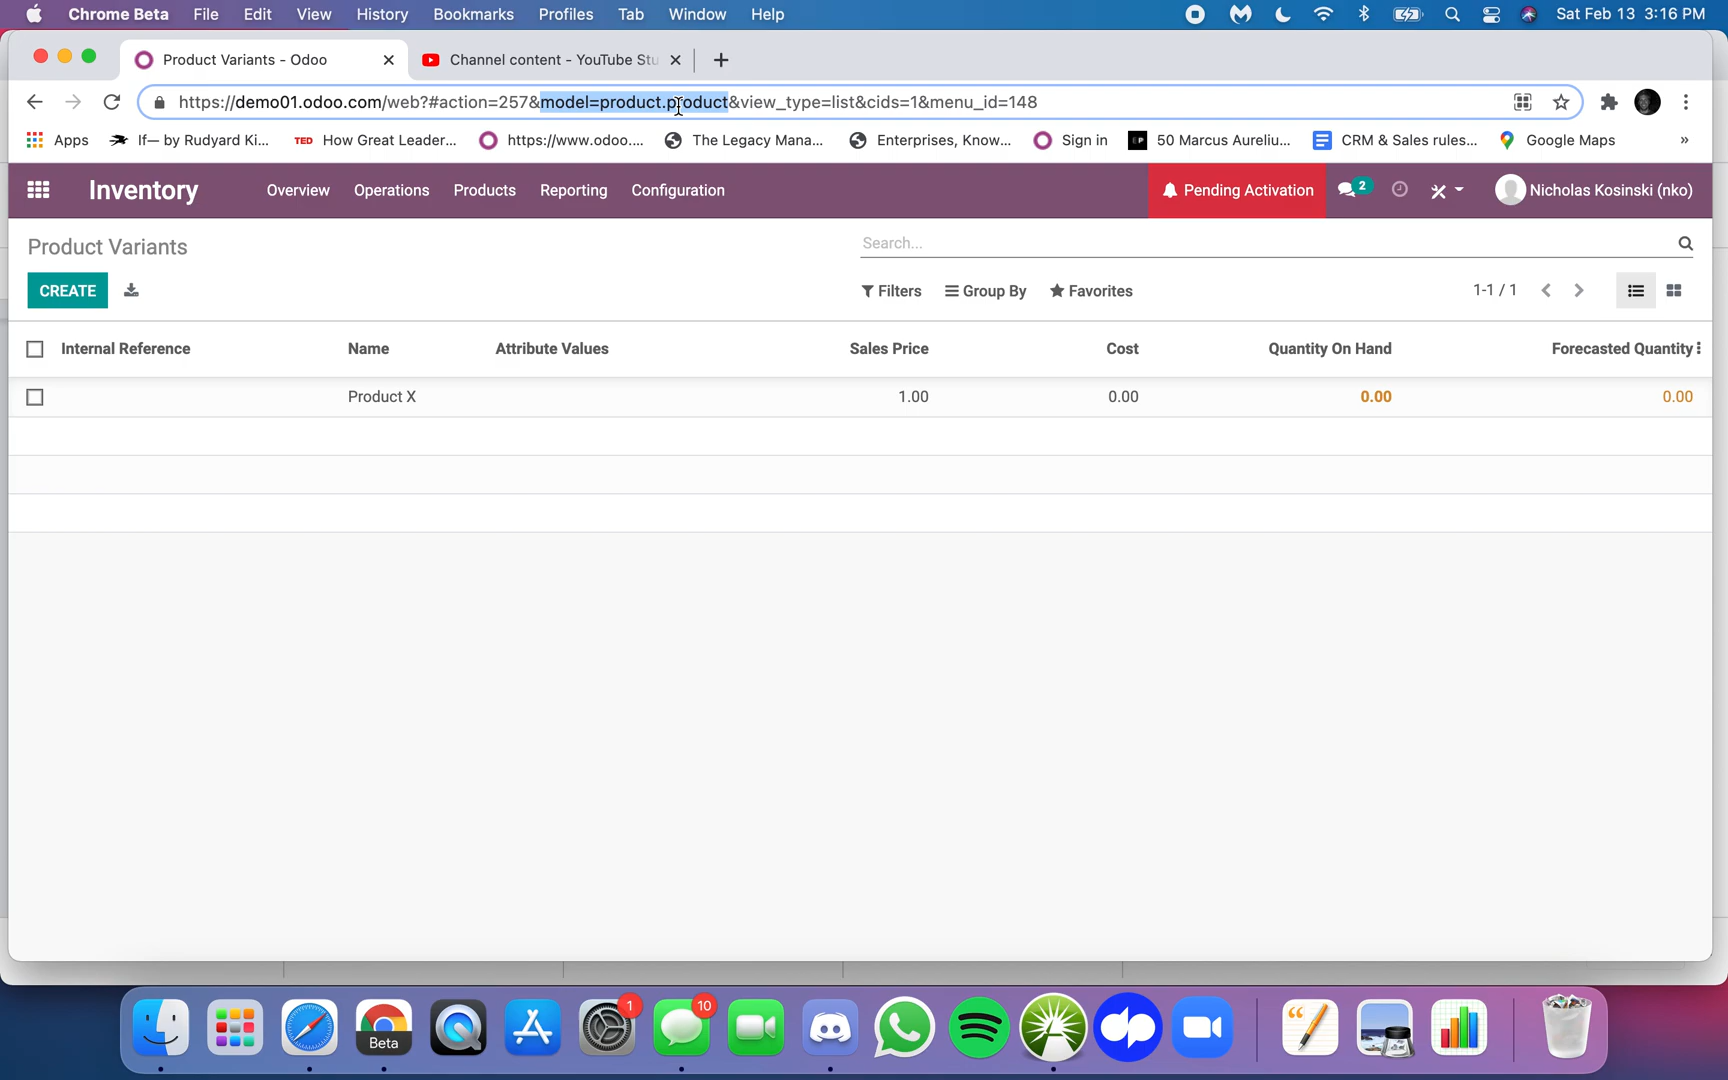 Chrome Beta File Edit View History Bookmarks Profiles Tab Window Help Sat Feb 13 3:16 PM
Product Variants - Odoo Channel content - YouTube Stu
https://demo01.odoo.com/web?#action=257&model=product.product&view_type=list&cids=1&menu_id=148
Apps If— by Rudyard Ki... TED How Great Leader... https://www.odoo.... The Legacy Mana... Enterprises, Know... Sign in EP 50 Marcus Aureliu... CRM & Sales rules... Google Maps »
Inventory Overview Operations Products Reporting Configuration Pending Activation 2 Nicholas Kosinski (nko)
Product Variants Search...
CREATE Filters Group By Favorites 1-1 / 1
Internal Reference Name Attribute Values Sales Price Cost Quantity On Hand Forecasted Quantity
Product X 1.00 0.00 0.00 0.00
1 10
Beta